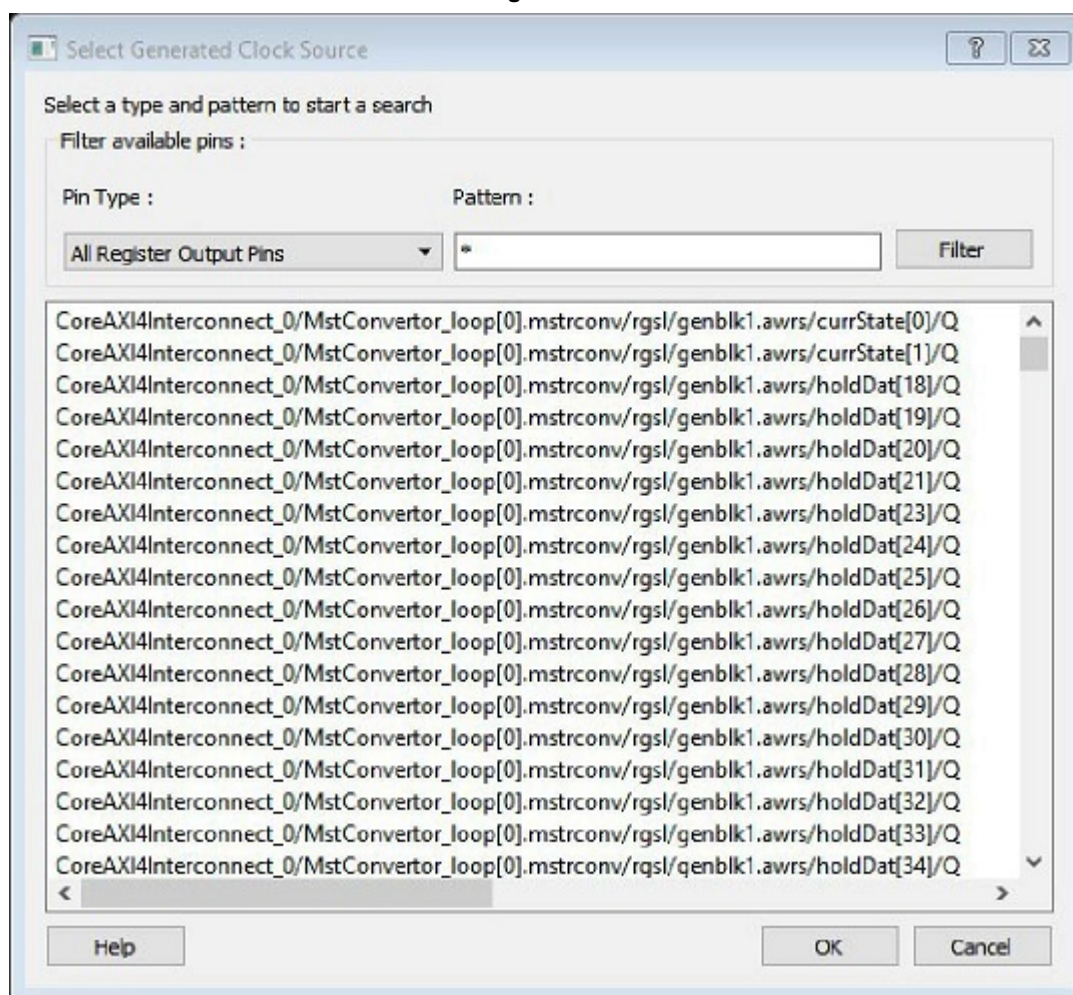 Select Generated Clock Source
Select a type and pattern to start a search
Filter available pins :
Pin Type : Pattern :
All Register Output Pins * Filter
CoreAXI4Interconnect_0/MstConvertor_loop[0].mstrconv/rgsl/genblk1.awrs/currState[0]/Q
CoreAXI4Interconnect_0/MstConvertor_loop[0].mstrconv/rgsl/genblk1.awrs/currState[1]/Q
CoreAXI4Interconnect_0/MstConvertor_loop[0].mstrconv/rgsl/genblk1.awrs/holdDat[18]/Q
CoreAXI4Interconnect_0/MstConvertor_loop[0].mstrconv/rgsl/genblk1.awrs/holdDat[19]/Q
CoreAXI4Interconnect_0/MstConvertor_loop[0].mstrconv/rgsl/genblk1.awrs/holdDat[20]/Q
CoreAXI4Interconnect_0/MstConvertor_loop[0].mstrconv/rgsl/genblk1.awrs/holdDat[21]/Q
CoreAXI4Interconnect_0/MstConvertor_loop[0].mstrconv/rgsl/genblk1.awrs/holdDat[23]/Q
CoreAXI4Interconnect_0/MstConvertor_loop[0].mstrconv/rgsl/genblk1.awrs/holdDat[24]/Q
CoreAXI4Interconnect_0/MstConvertor_loop[0].mstrconv/rgsl/genblk1.awrs/holdDat[25]/Q
CoreAXI4Interconnect_0/MstConvertor_loop[0].mstrconv/rgsl/genblk1.awrs/holdDat[26]/Q
CoreAXI4Interconnect_0/MstConvertor_loop[0].mstrconv/rgsl/genblk1.awrs/holdDat[27]/Q
CoreAXI4Interconnect_0/MstConvertor_loop[0].mstrconv/rgsl/genblk1.awrs/holdDat[28]/Q
CoreAXI4Interconnect_0/MstConvertor_loop[0].mstrconv/rgsl/genblk1.awrs/holdDat[29]/Q
CoreAXI4Interconnect_0/MstConvertor_loop[0].mstrconv/rgsl/genblk1.awrs/holdDat[30]/Q
CoreAXI4Interconnect_0/MstConvertor_loop[0].mstrconv/rgsl/genblk1.awrs/holdDat[31]/Q
CoreAXI4Interconnect_0/MstConvertor_loop[0].mstrconv/rgsl/genblk1.awrs/holdDat[32]/Q
CoreAXI4Interconnect_0/MstConvertor_loop[0].mstrconv/rgsl/genblk1.awrs/holdDat[33]/Q
CoreAXI4Interconnect_0/MstConvertor_loop[0].mstrconv/rgsl/genblk1.awrs/holdDat[34]/Q
Help OK Cancel